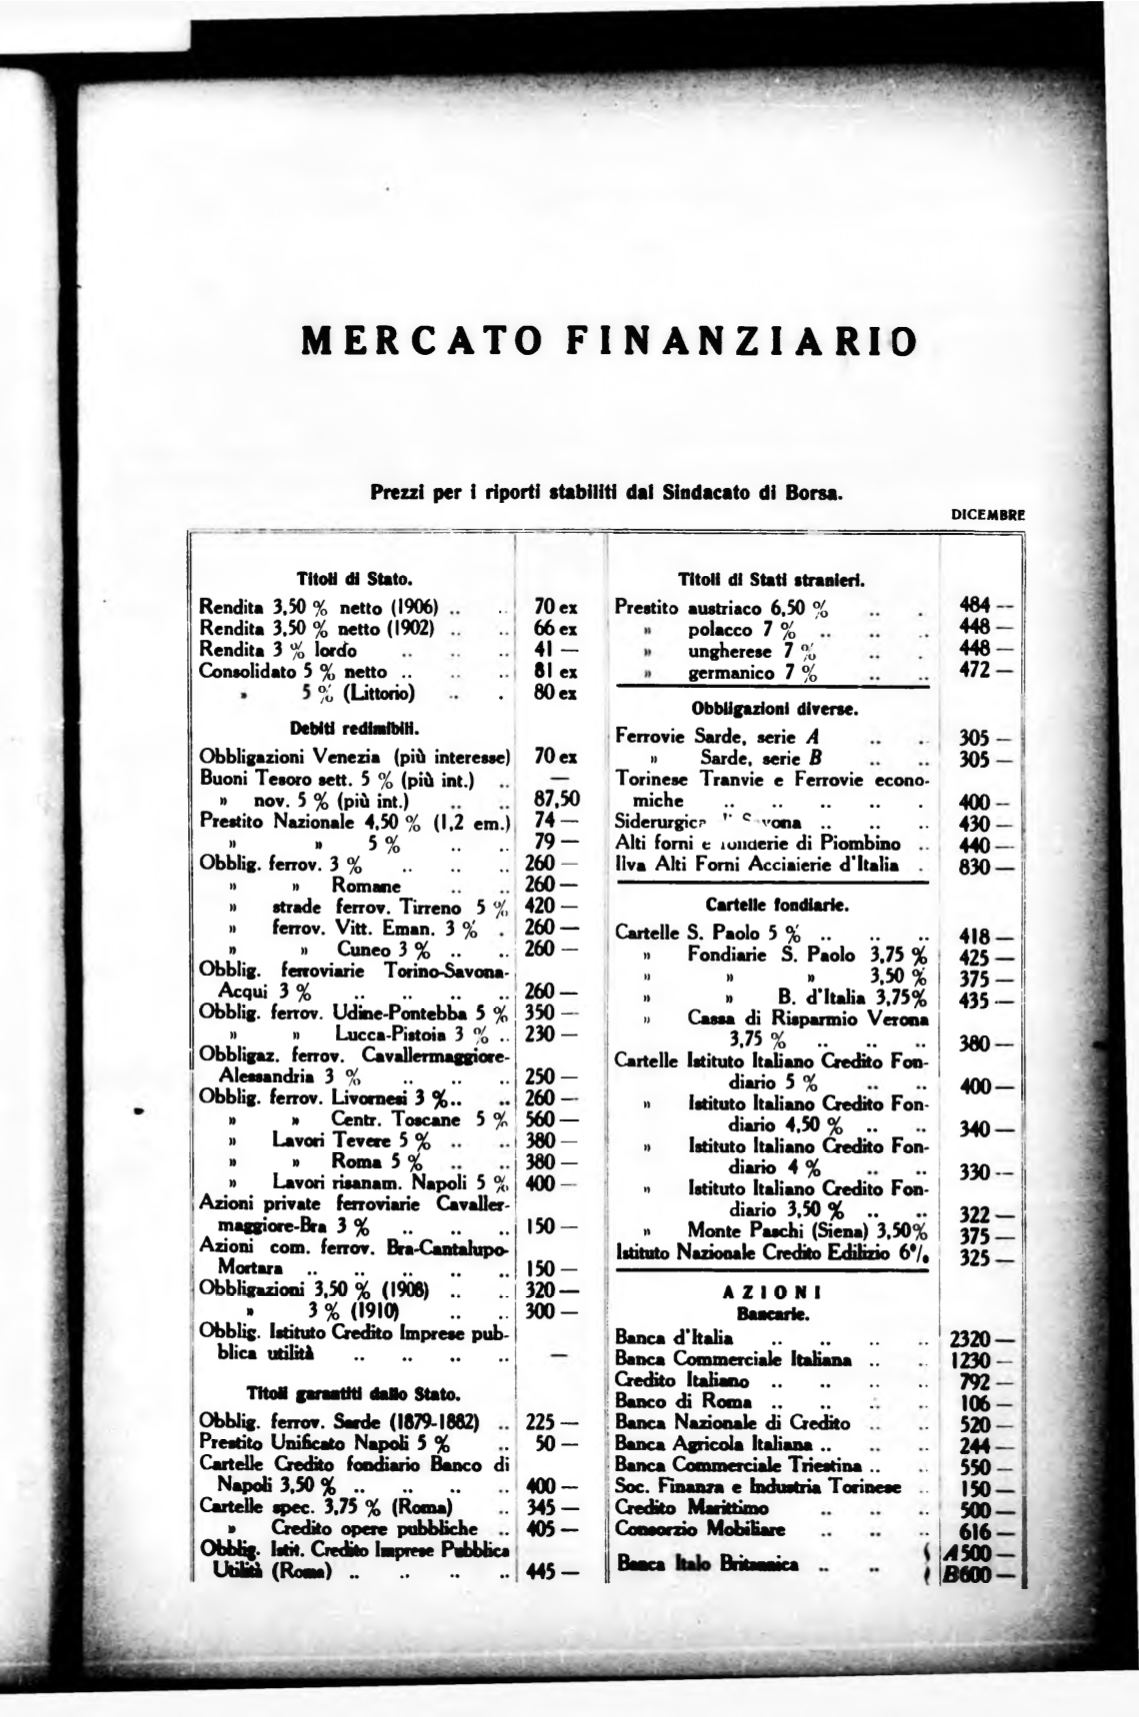 MERCATO FINANZIARIO
Prezzi per i riporti stabiliti dal Sindacato di Borsa.
DICEMBRE
Titoli di Stato.
Rendita 3,50 % netto (1906) .. .. 70 ex
Rendita 3,50 % netto (1902) .. .. 66 ex
Rendita 3 % lordo .. .. .. 41 —
Consolidato 5 % netto .. .. .. 81 ex
» 5 % (Littorio) .. . 80 ex
Debiti redimibili.
Obbligazioni Venezia (più interesse) 70 ex
Buoni Tesoro sett. 5 % (più int.) .. —
» nov. 5 % (più int.) .. .. 87,50
Prestito Nazionale 4,50 % (1,2 em.) 74 —
» » 5 % .. .. 79 —
Obblig. ferrov. 3 % .. .. .. 260 —
» » Romane .. .. 260 —
» strade ferrov. Tirreno 5 % 420 —
» ferrov. Vitt. Eman. 3 % . 260 —
» » Cuneo 3 % .. .. 260 —
Obblig. ferroviarie Torino-Savona-
Acqui 3 % .. .. .. .. 260 —
Obblig. ferrov. Udine-Pontebba 5 % 350 —
» » Lucca-Pistoia 3 % .. 230 —
Obbligaz. ferrov. Cavallermaggiore-
Alessandria 3 % .. .. .. 250 —
Obblig. ferrov. Livornesi 3 %.. .. 260 —
» » Centr. Toscane 5 % 560 —
» Lavori Tevere 5 % .. .. 380 —
» » Roma 5 % .. .. 380 —
» Lavori risanam. Napoli 5 % 400 —
Azioni private ferroviarie Cavaller-
maggiore-Bra 3 % .. .. .. 150 —
Azioni com. ferrov. Bra-Cantalupo-
Mortara .. .. .. .. .. 150 —
Obbligazioni 3,50 % (1908) .. .. 320 —
» 3 % (1910) .. .. 300 —
Obblig. Istituto Credito Imprese pub-
blica utilità .. .. .. .. —
Titoli garantiti dallo Stato.
Obblig. ferrov. Sarde (1879-1882) .. 225 —
Prestito Unificato Napoli 5 % .. 50 —
Cartelle Credito fondiario Banco di
Napoli 3,50 % .. .. .. .. 400 —
Cartelle spec. 3,75 % (Roma) .. 345 —
» Credito opere pubbliche .. 405 —
Obblig. Istit. Credito Imprese Pubblica
Utilità (Roma) .. .. .. .. 445 —
Titoli di Stati stranieri.
Prestito austriaco 6,50 % .. . 484 —
» polacco 7 % .. .. .. 448 —
» ungherese 7 % .. . 448 —
» germanico 7 % .. .. 472 —
Obbligazioni diverse.
Ferrovie Sarde, serie A .. .. 305 —
» Sarde, serie B .. .. 305 —
Torinese Tranvie e Ferrovie econo-
miche .. .. .. .. . 400 —
Siderurgica .. .. .. 430 —
Alti forni e fonderie di Piombino .. 440 —
Ilva Alti Forni Acciaierie d'Italia . 830 —
Cartelle fondiarie.
Cartelle S. Paolo 5 % .. .. .. 418 —
» Fondiarie S. Paolo 3,75 % 425 —
» » » 3,50 % 375 —
» » B. d'Italia 3,75% 435 —
» Cassa di Risparmio Verona
3,75 % .. .. .. 380 —
Cartelle Istituto Italiano Credito Fon-
diario 5 % .. .. 400 —
» Istituto Italiano Credito Fon-
diario 4,50 % .. .. 340 —
» Istituto Italiano Credito Fon-
diario 4 % .. .. 330 —
» Istituto Italiano Credito Fon-
diario 3,50 % .. .. 322 —
» Monte Paschi (Siena) 3,50% 375 —
Istituto Nazionale Credito Edilizio 6% 325 —
AZIONI
Bancarie.
Banca d'Italia .. .. .. .. 2320 —
Banca Commerciale Italiana .. .. 1230 —
Credito Italiano .. .. .. .. 792 —
Banco di Roma .. .. .. .. 106 —
Banca Nazionale di Credito .. .. 520 —
Banca Agricola Italiana .. .. .. 244 —
Banca Commerciale Triestina .. .. 550 —
Soc. Finanza e Industria Torinese .. 150 —
Credito Marittimo .. .. .. 500 —
Consorzio Mobiliare .. .. .. 616 —
Banca Italo Britannica .. .. { A 500 —
{ B 600 —